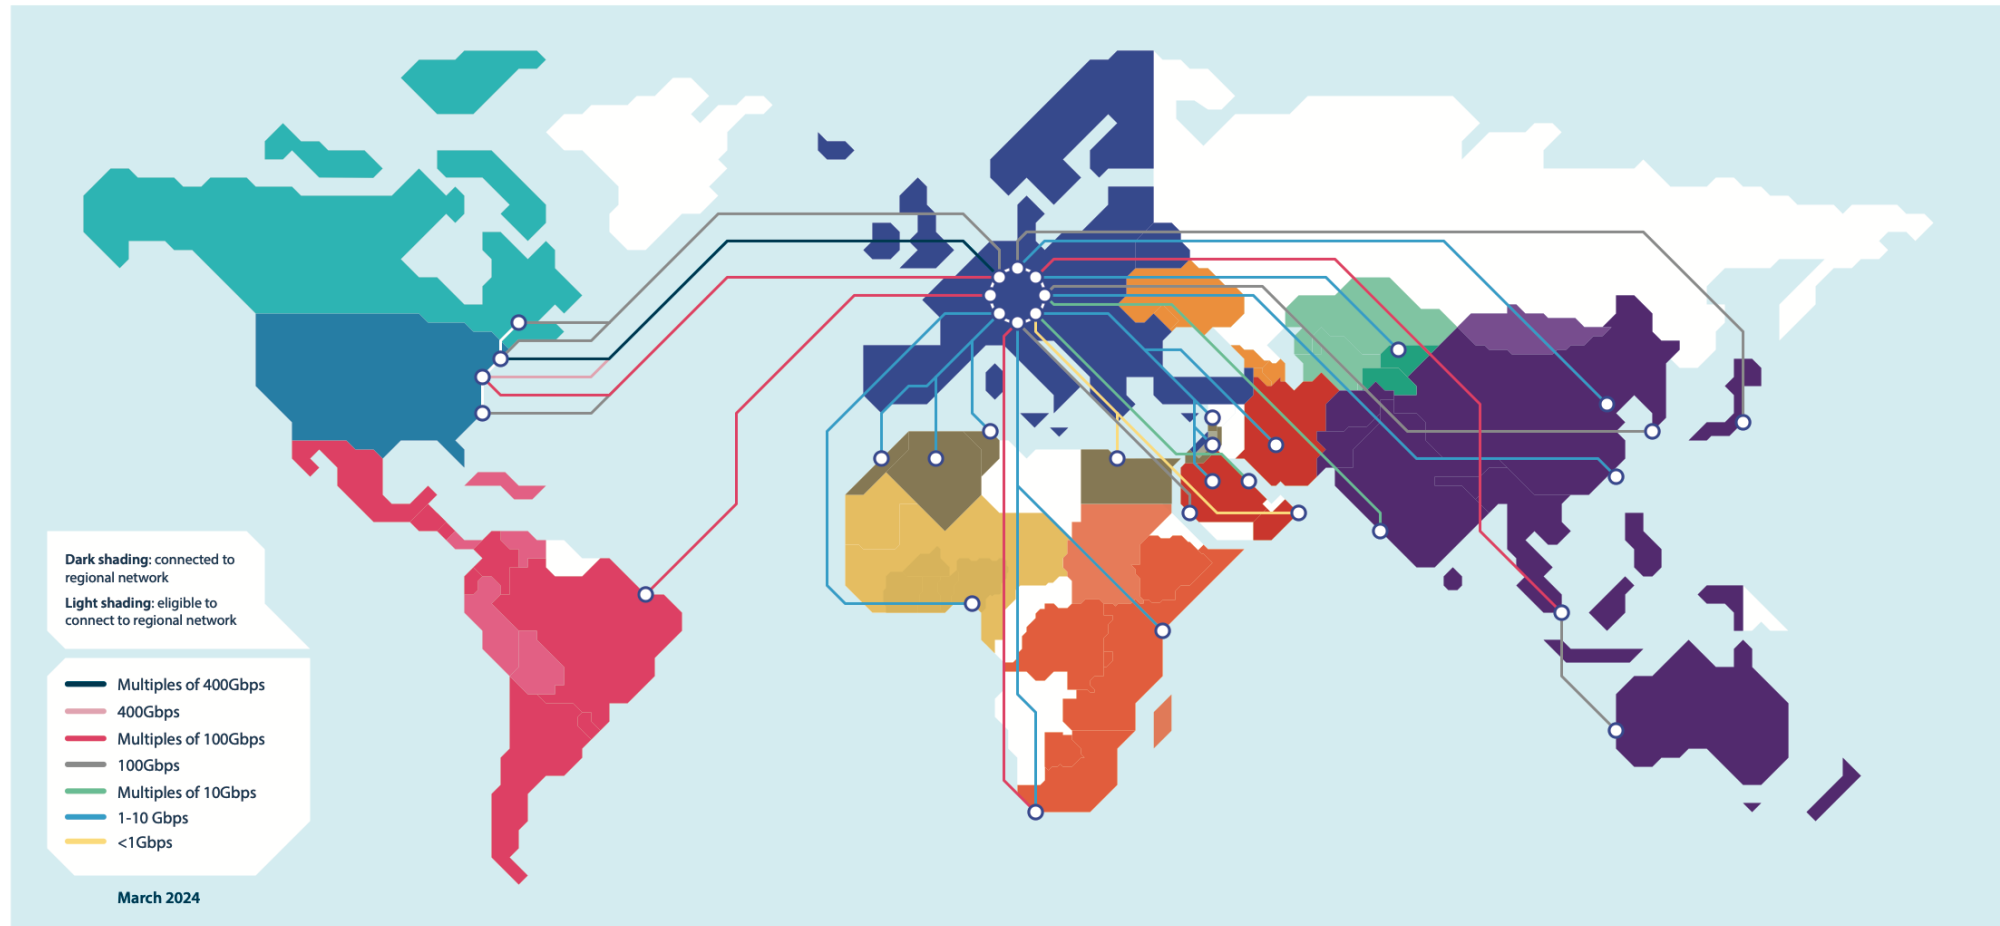 Dark shading: connected to
regional network
Light shading: eligible to
connect to regional network
Multiples of 400Gbps
400Gbps
Multiples of 100Gbps
100Gbps
Multiples of 10Gbps
1-10 Gbps
<1Gbps
March 2024